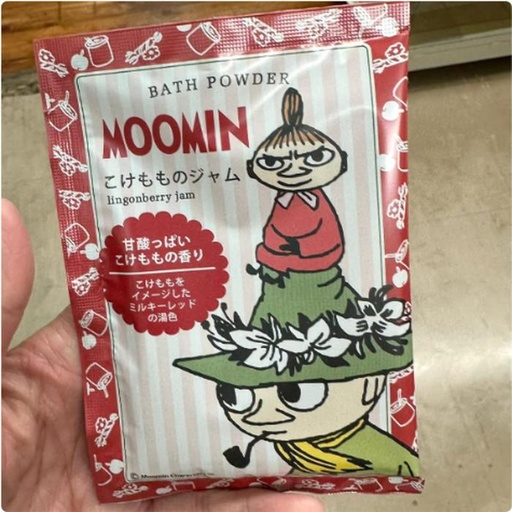 BATH POWDER
MOOMIN
こけもものジャム
lingonberry jam
甘酸っぱい
こけももの香り
こけももを
イメージした
ミルキーレッド
の湯色
© Moomin